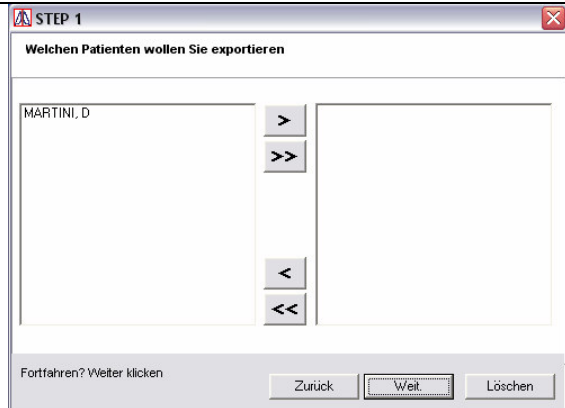 STEP 1
Welchen Patienten wollen Sie exportieren
MARTINI, D
>
>>
<
<<
Fortfahren? Weiter klicken
Zurück
Weit.
Löschen